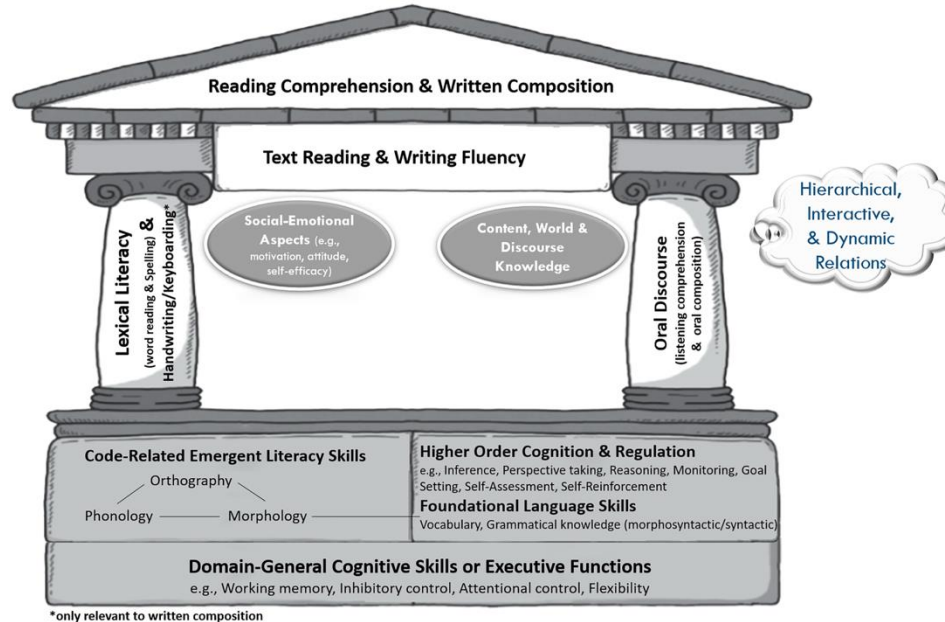 Reading Comprehension & Written Composition
Text Reading & Writing Fluency
Lexical Literacy
(word reading & Spelling) &
Handwriting/Keyboarding*
Social-Emotional
Aspects (e.g.,
motivation, attitude,
self-efficacy)
Content, World &
Discourse
Knowledge
Oral Discourse
(listening comprehension
& oral composition)
Hierarchical,
Interactive,
& Dynamic
Relations
Code-Related Emergent Literacy Skills
Orthography
Phonology
Morphology
Higher Order Cognition & Regulation
e.g., Inference, Perspective taking, Reasoning, Monitoring, Goal
Setting, Self-Assessment, Self-Reinforcement
Foundational Language Skills
Vocabulary, Grammatical knowledge (morphosyntactic/syntactic)
Domain-General Cognitive Skills or Executive Functions
e.g., Working memory, Inhibitory control, Attentional control, Flexibility
*only relevant to written composition